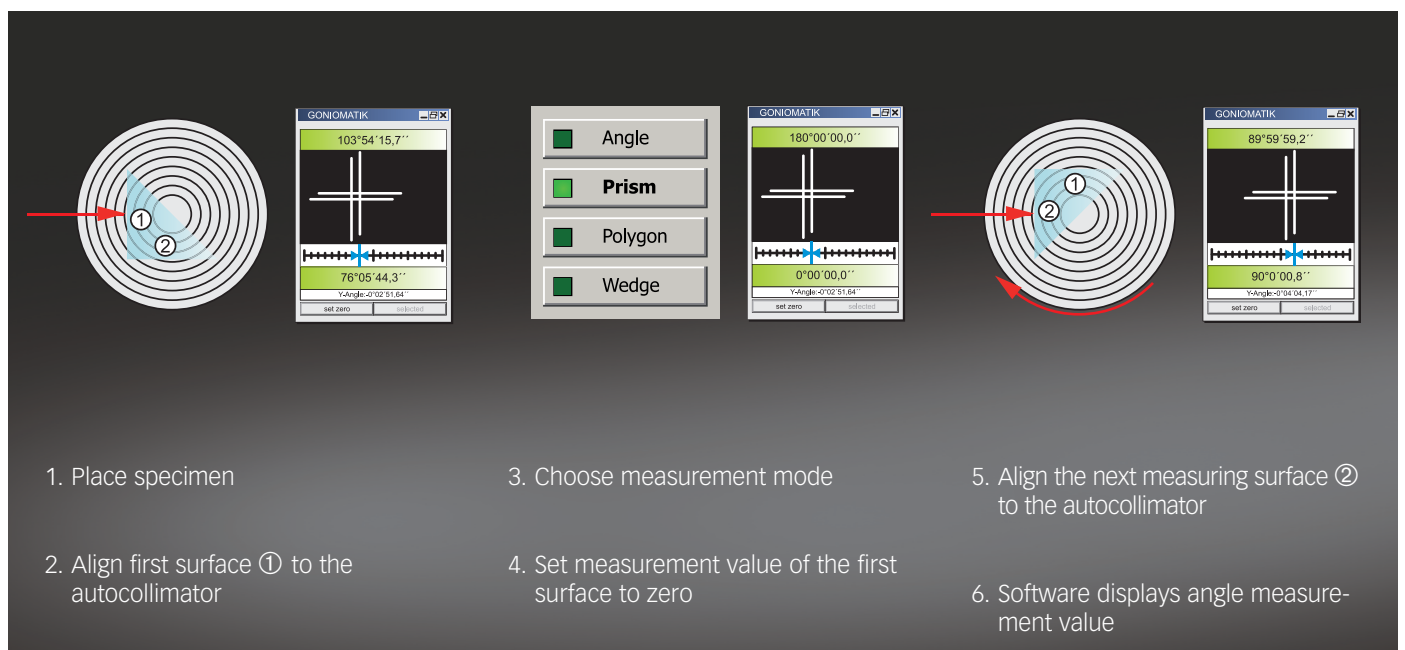 GONIOMATIK
103°54´15,7´´
76°05´44,3´´
Y-Angle:-0°02´51,64´´
set zero selected
①
②
Angle
Prism
Polygon
Wedge
GONIOMATIK
180°00´00,0´´
0°00´00,0´´
Y-Angle:-0°02´51,64´´
set zero selected
①
②
GONIOMATIK
89°59´59,2´´
90°0´00,8´´
Y-Angle:-0°04´04,17´´
set zero selected
1. Place specimen
2. Align first surface ① to the
autocollimator
3. Choose measurement mode
4. Set measurement value of the first
surface to zero
5. Align the next measuring surface ②
to the autocollimator
6. Software displays angle measure-
ment value